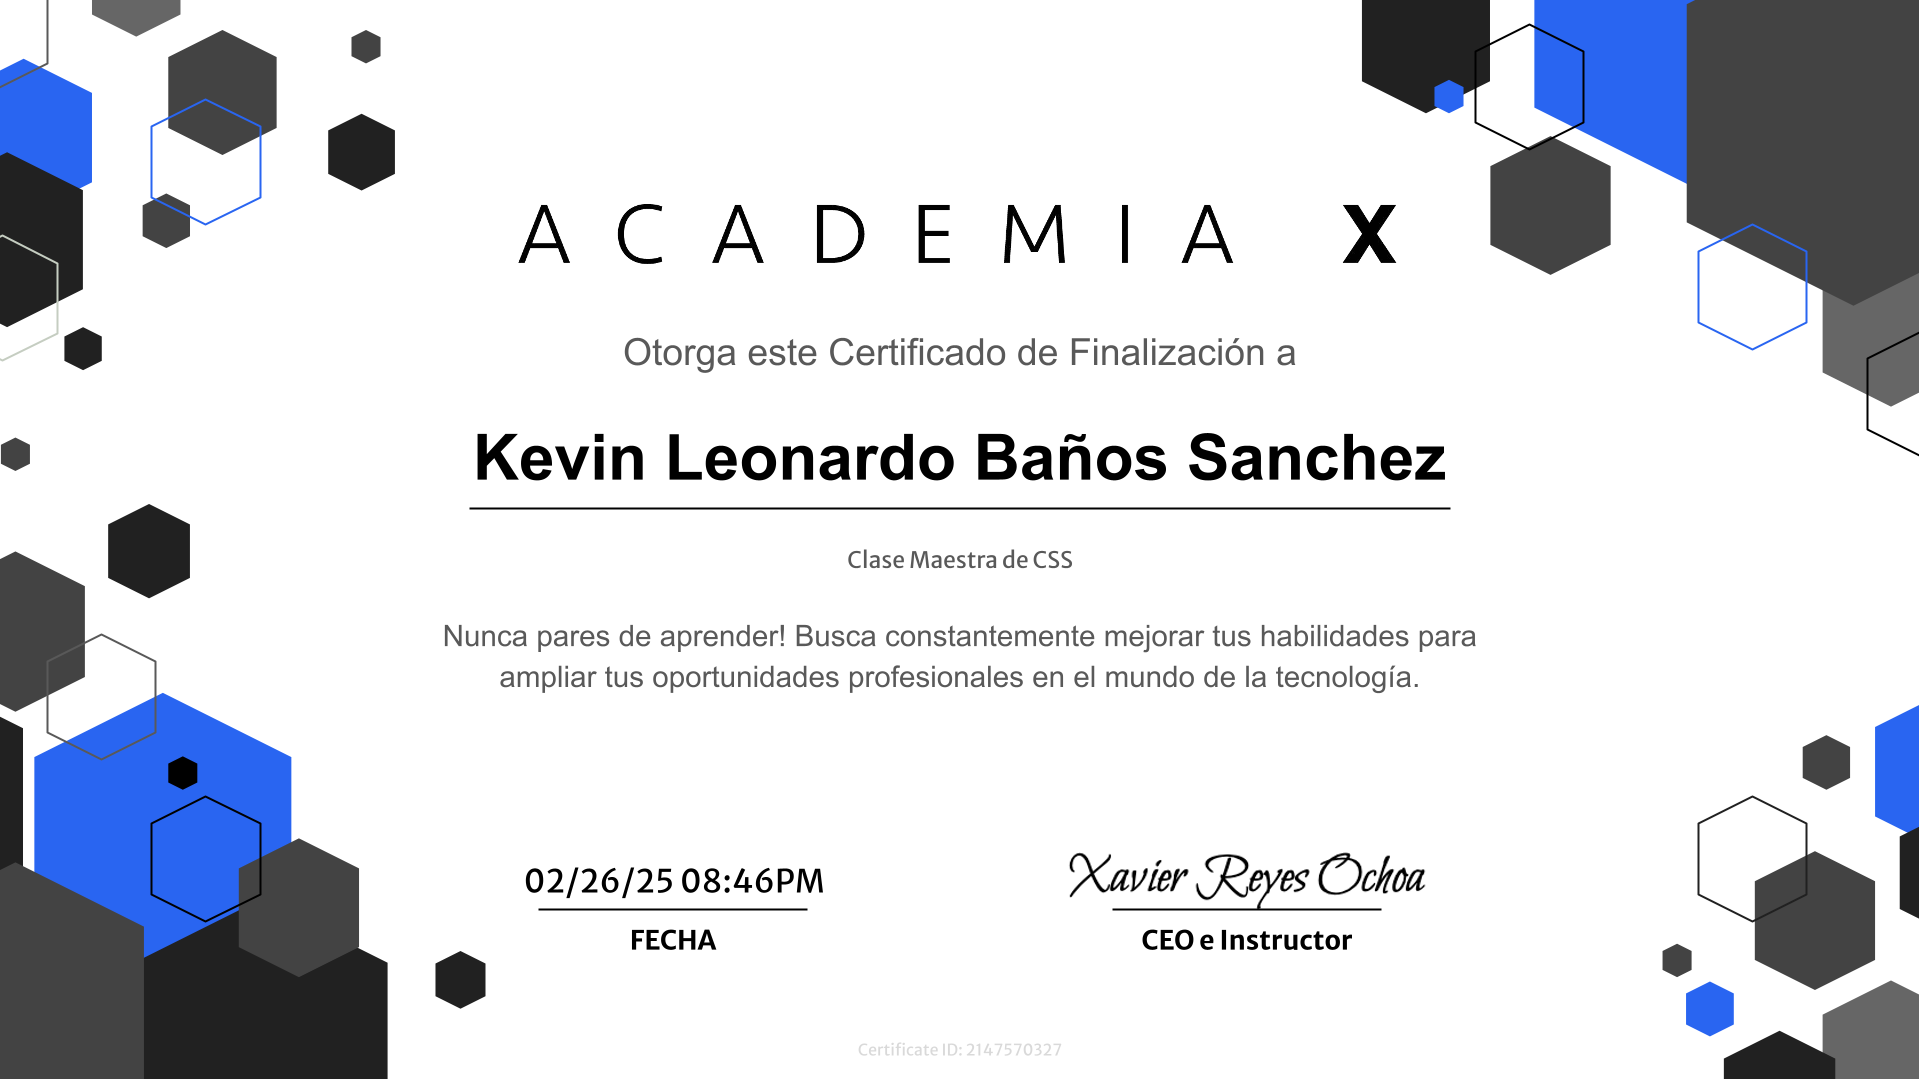 ACADEMIA X
Otorga este Certificado de Finalización a
Kevin Leonardo Baños Sanchez
Clase Maestra de CSS
Nunca pares de aprender! Busca constantemente mejorar tus habilidades para
ampliar tus oportunidades profesionales en el mundo de la tecnología.
02/26/25 08:46PM
FECHA
Xavier Reyes Ochoa
CEO e Instructor
Certificate ID: 2147570327